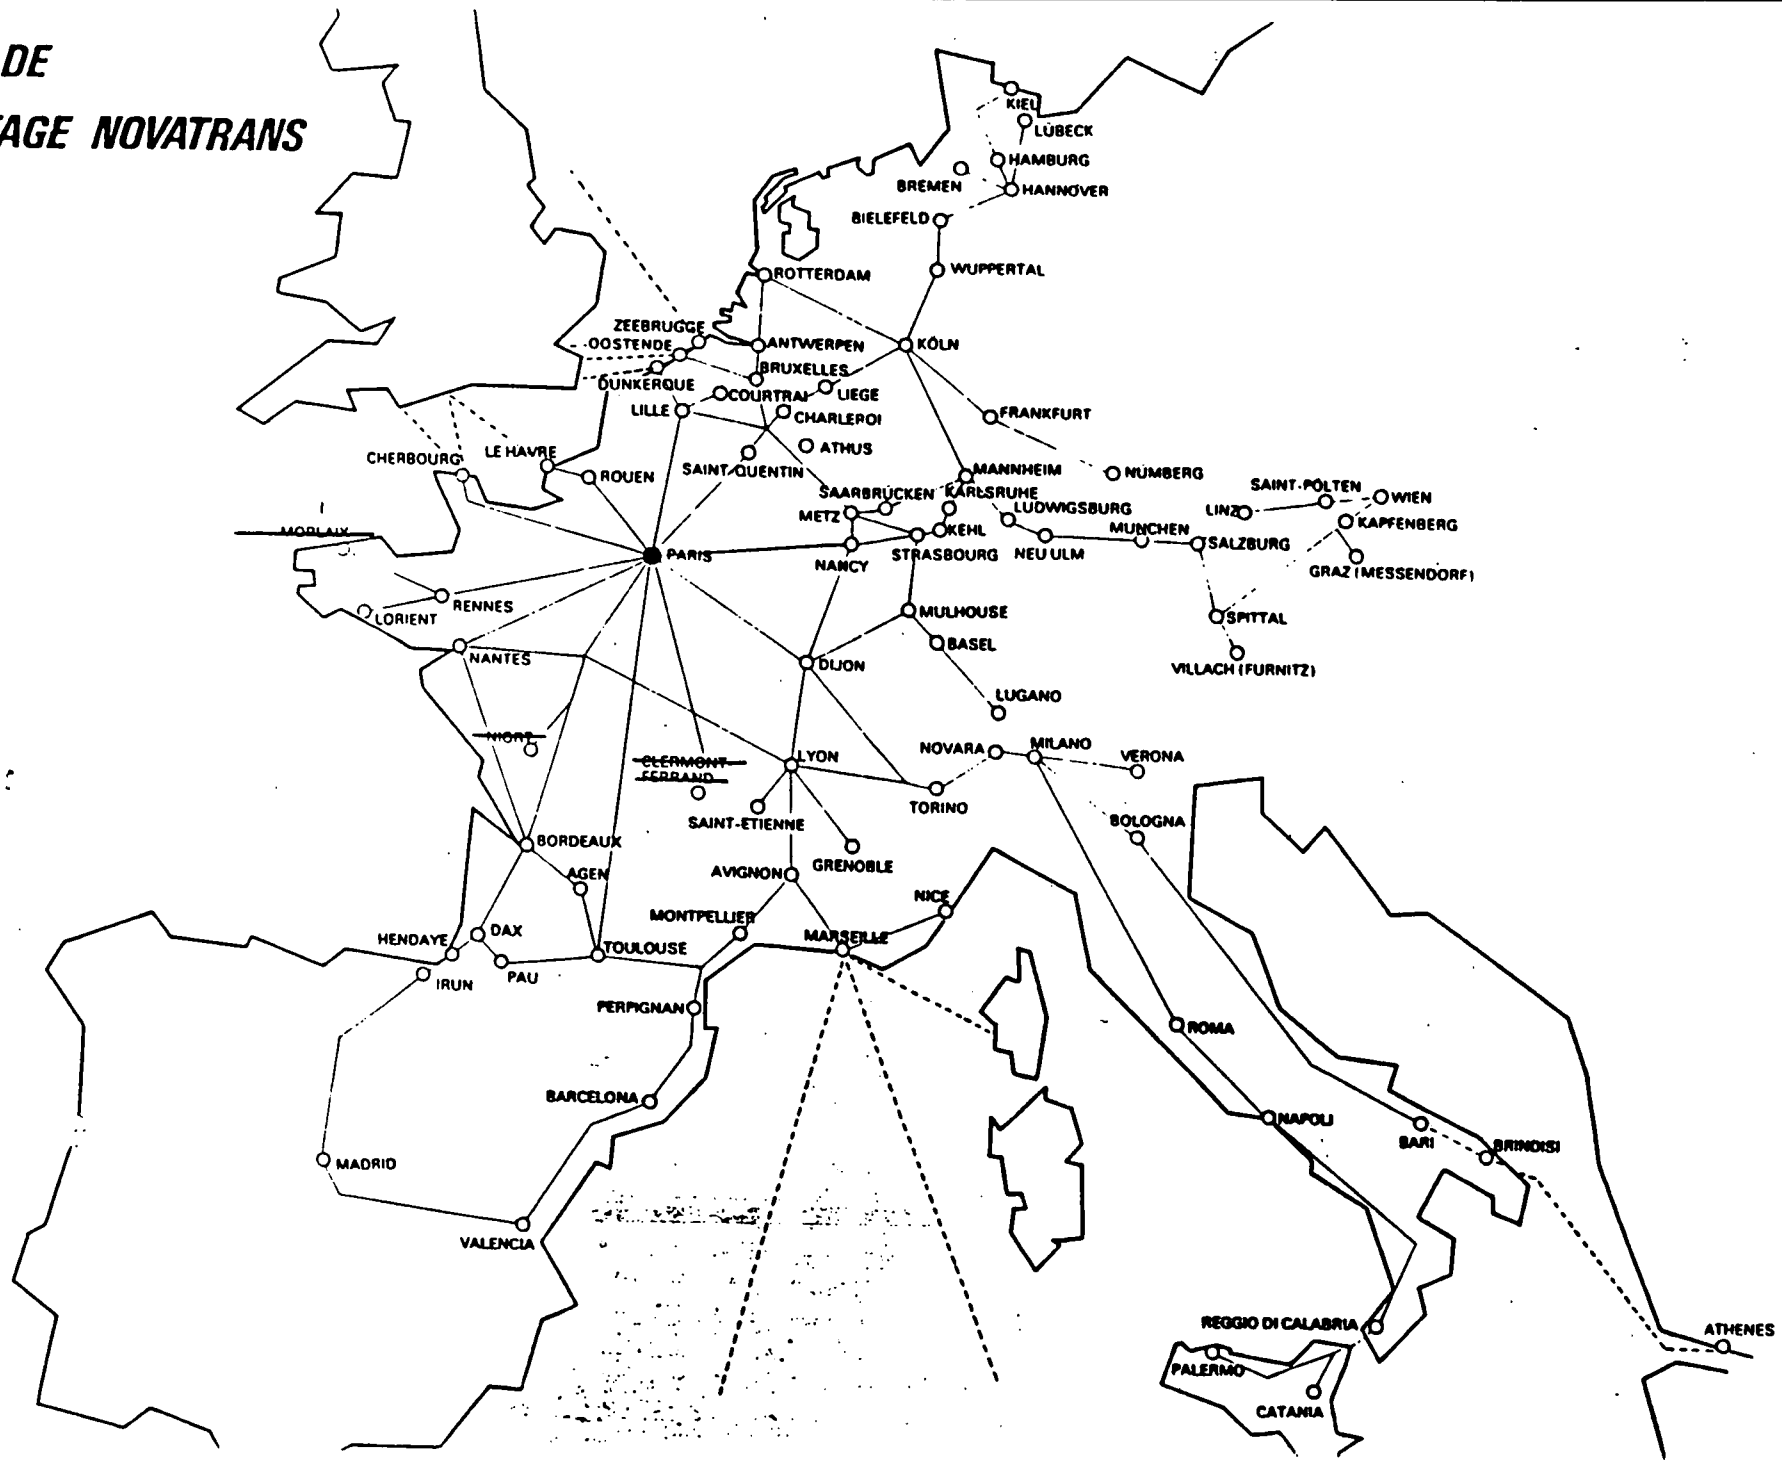 DE
TAGE NOVATRANS
KIEL
LÜBECK
HAMBURG
BREMEN
HANNOVER
BIELEFELD
WUPPERTAL
ROTTERDAM
ZEEBRUGGE
OOSTENDE
ANTWERPEN
KÖLN
BRUXELLES
DUNKERQUE
COURTRAI
LIEGE
LILLE
CHARLEROI
FRANKFURT
ATHUS
CHERBOURG
LE HAVRE
ROUEN
SAINT-QUENTIN
MANNHEIM
NÜMBERG
SAARBRÜCKEN
KARLSRUHE
SAINT-POLTEN
WIEN
METZ
LUDWIGSBURG
LINZ
KAPFENBERG
MORLAIX
KEHL
MUNCHEN
PARIS
STRASBOURG
NEU ULM
SALZBURG
NANCY
GRAZ (MESSENDORF)
RENNES
LORIENT
MULHOUSE
SPITTAL
NANTES
BASEL
DIJON
VILLACH (FURNITZ)
LUGANO
NIORT
CLERMONT-
FERRAND
LYON
NOVARA
MILANO
VERONA
TORINO
SAINT-ETIENNE
BOLOGNA
BORDEAUX
GRENOBLE
AGEN
AVIGNON
NICE
MONTPELLIER
HENDAYE
DAX
TOULOUSE
MARSEILLE
IRUN
PAU
PERPIGNAN
ROMA
BARCELONA
NAPOLI
MADRID
BARI
BRINDISI
VALENCIA
REGGIO DI CALABRIA
ATHENES
PALERMO
CATANIA